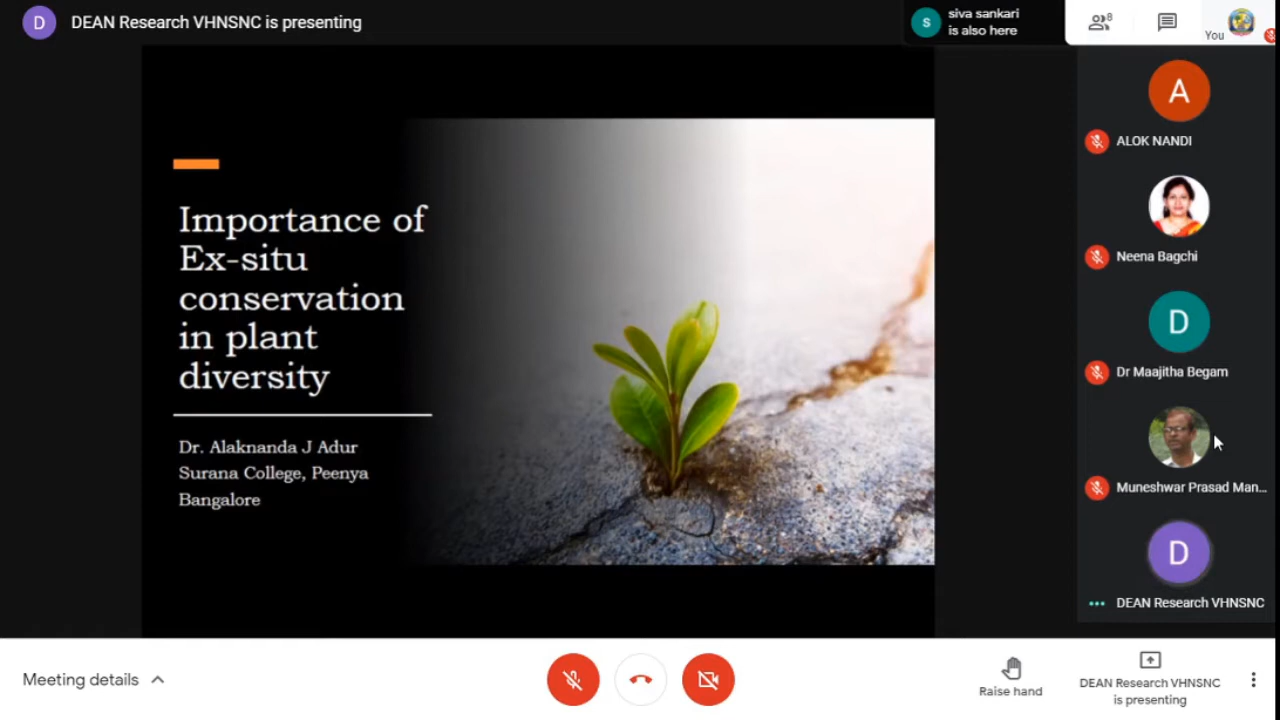 D
DEAN Research VHNSNC is presenting
S
siva sankari
is also here
8
You
A
ALOK NANDI
Neena Bagchi
D
Dr Maajitha Begam
Muneshwar Prasad Man...
D
DEAN Research VHNSNC
Importance of
Ex-situ
conservation
in plant
diversity
Dr. Alaknanda J Adur
Surana College, Peenya
Bangalore
Meeting details
Raise hand
DEAN Research VHNSNC
is presenting